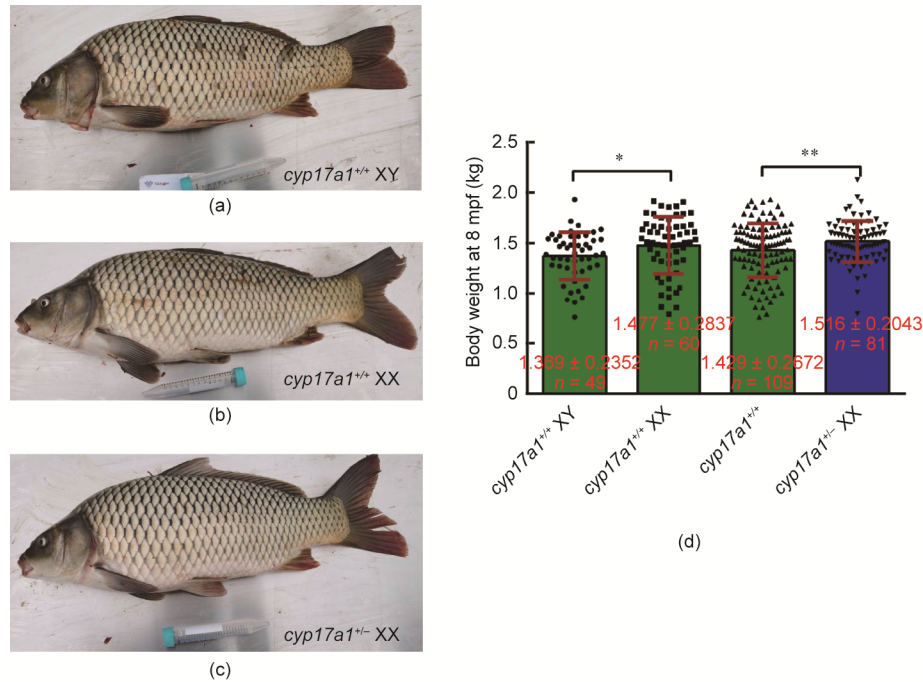 cyp17a1+/+ XY
(a)
cyp17a1+/+ XX
(b)
cyp17a1+/– XX
(c)
Body weight at 8 mpf (kg)
2.5
2.0
1.5
1.0
0.5
0
*
**
1.369 ± 0.2352
n = 49
1.477 ± 0.2837
n = 60
1.429 ± 0.2672
n = 109
1.516 ± 0.2043
n = 81
cyp17a1+/+ XY
cyp17a1+/+ XX
cyp17a1+/+
cyp17a1+/– XX
(d)